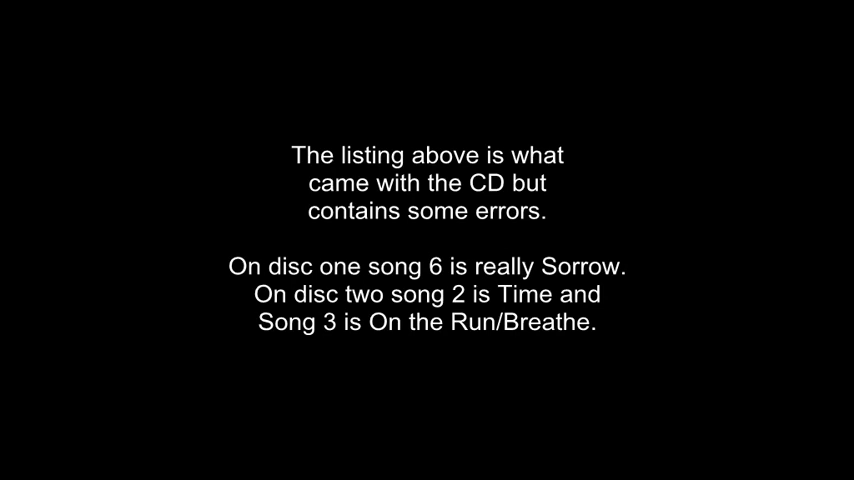 The listing above is what
came with the CD but
contains some errors.
On disc one song 6 is really Sorrow.
On disc two song 2 is Time and
Song 3 is On the Run/Breathe.